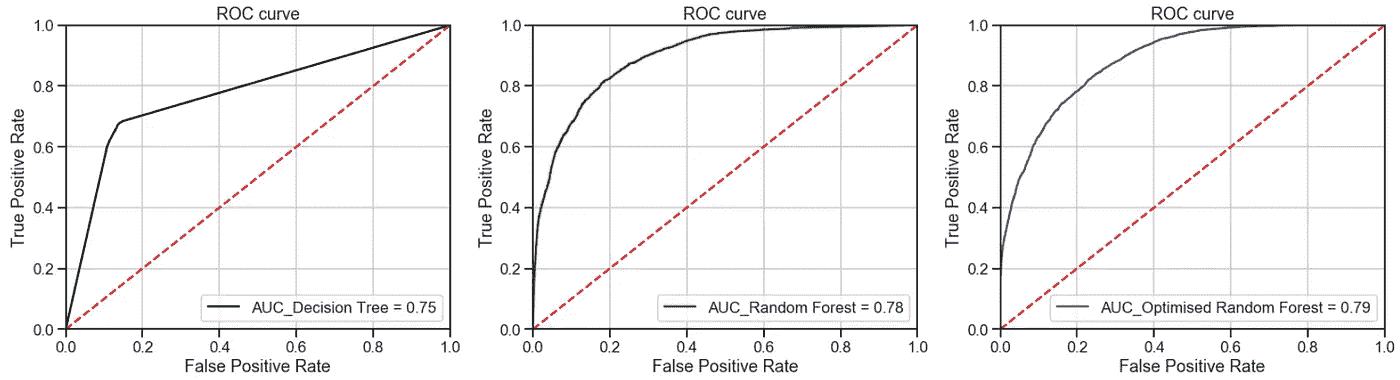 ROC curve
True Positive Rate
1.0
0.8
0.6
0.4
0.2
0.0
AUC_Decision Tree = 0.75
0.0 0.2 0.4 0.6 0.8 1.0
False Positive Rate
ROC curve
True Positive Rate
1.0
0.8
0.6
0.4
0.2
0.0
AUC_Random Forest = 0.78
0.0 0.2 0.4 0.6 0.8 1.0
False Positive Rate
ROC curve
True Positive Rate
1.0
0.8
0.6
0.4
0.2
0.0
AUC_Optimised Random Forest = 0.79
0.0 0.2 0.4 0.6 0.8 1.0
False Positive Rate